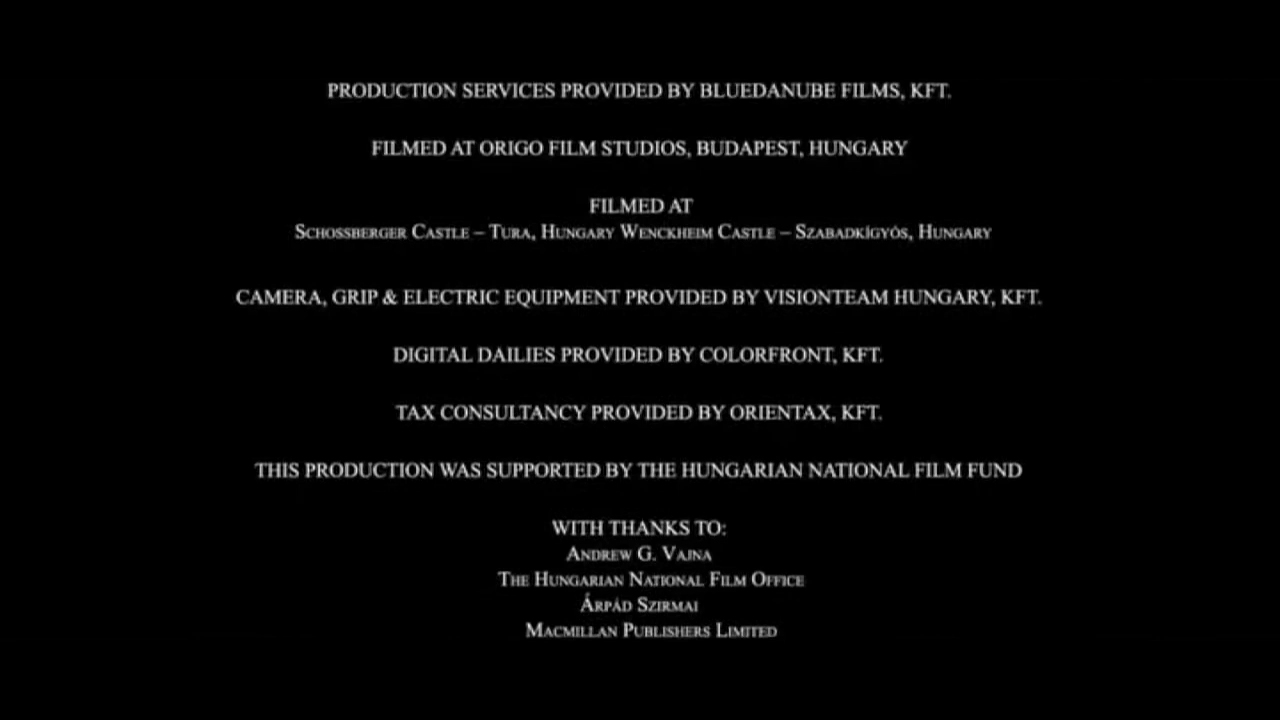 PRODUCTION SERVICES PROVIDED BY BLUEDANUBE FILMS, KFT.
FILMED AT ORIGO FILM STUDIOS, BUDAPEST, HUNGARY
FILMED AT
SCHOSSBERGER CASTLE – TURA, HUNGARY WENCKHEIM CASTLE – SZABADKÍGYÓS, HUNGARY
CAMERA, GRIP & ELECTRIC EQUIPMENT PROVIDED BY VISIONTEAM HUNGARY, KFT.
DIGITAL DAILIES PROVIDED BY COLORFRONT, KFT.
TAX CONSULTANCY PROVIDED BY ORIENTAX, KFT.
THIS PRODUCTION WAS SUPPORTED BY THE HUNGARIAN NATIONAL FILM FUND
WITH THANKS TO:
ANDREW G. VAJNA
THE HUNGARIAN NATIONAL FILM OFFICE
ÁRPÁD SZIRMAI
MACMILLAN PUBLISHERS LIMITED